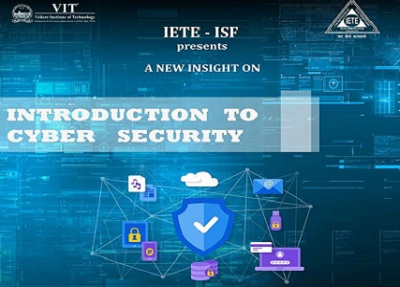 VIT
Vellore Institute of Technology
IETE
IETE - ISF
presents
A NEW INSIGHT ON
INTRODUCTION TO
CYBER SECURITY